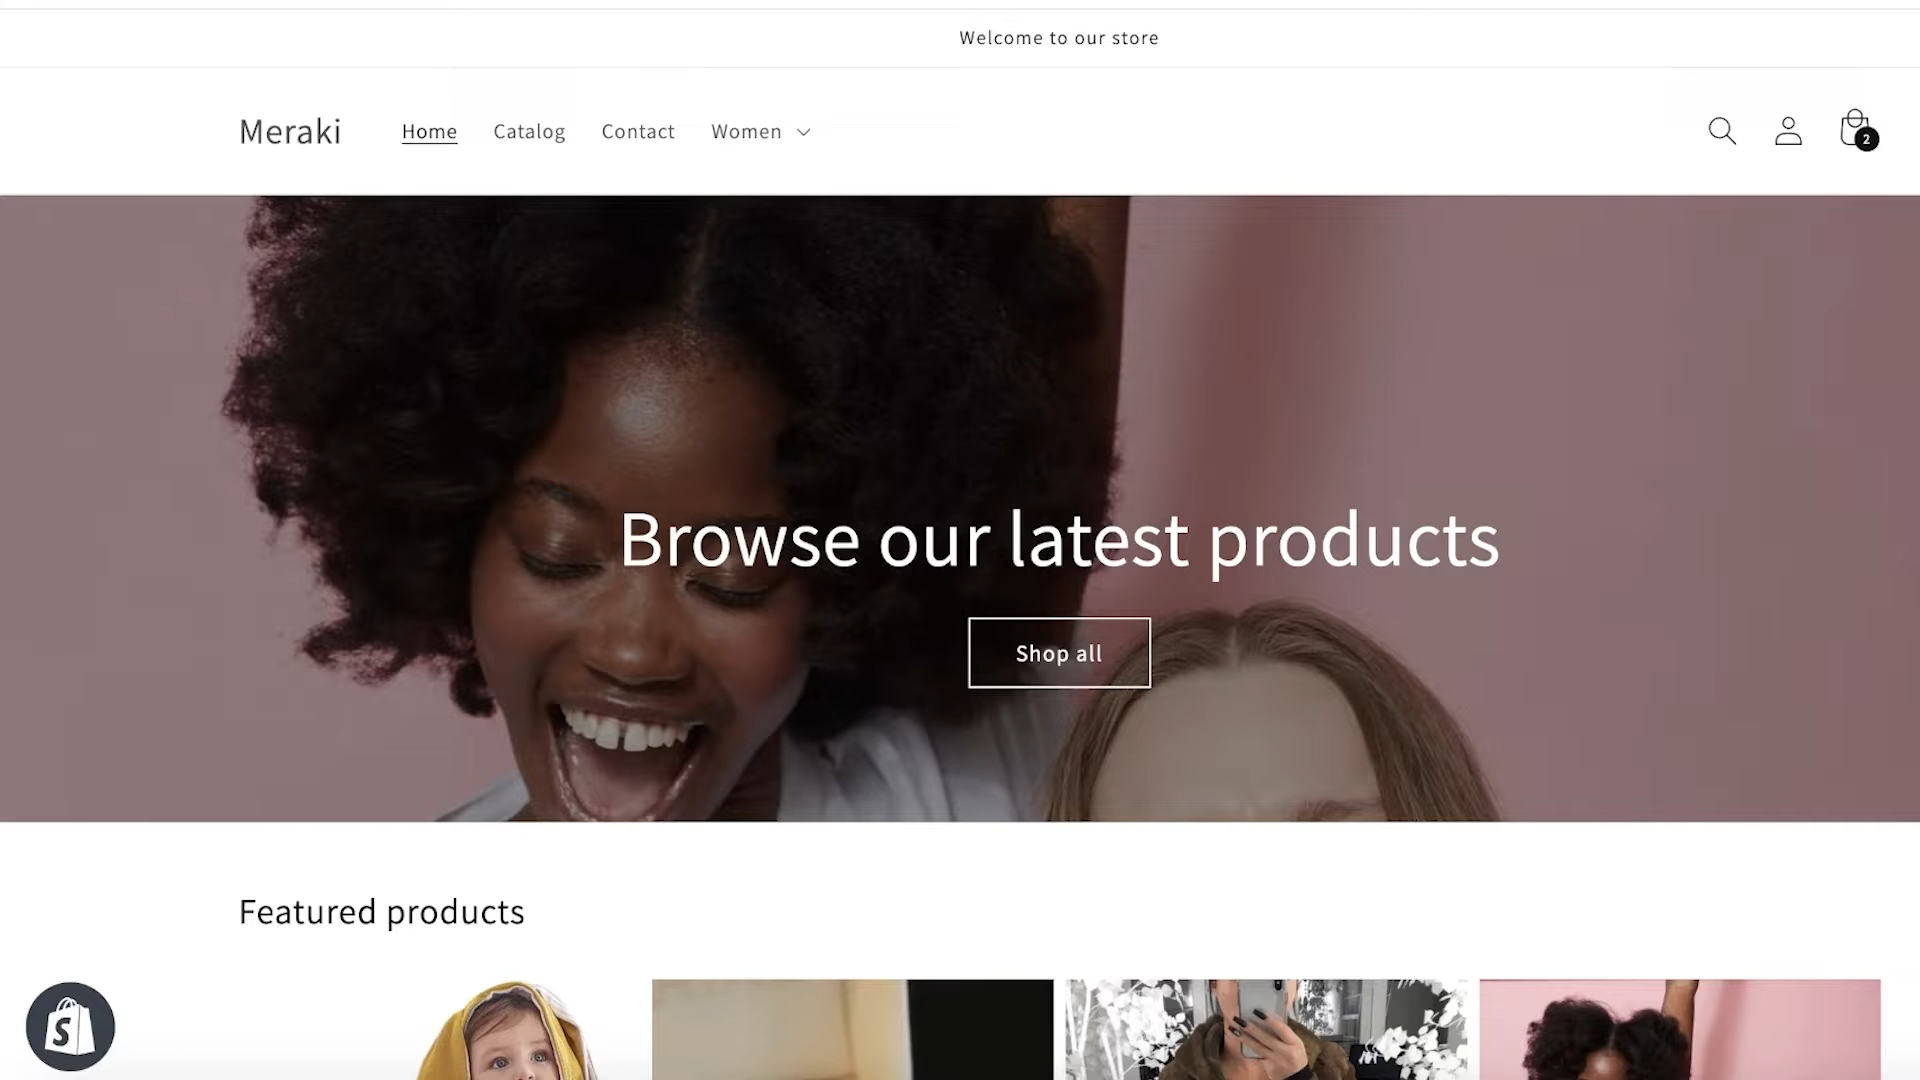 Welcome to our store
Meraki
Home Catalog Contact Women
2
Browse our latest products
Shop all
Featured products
S